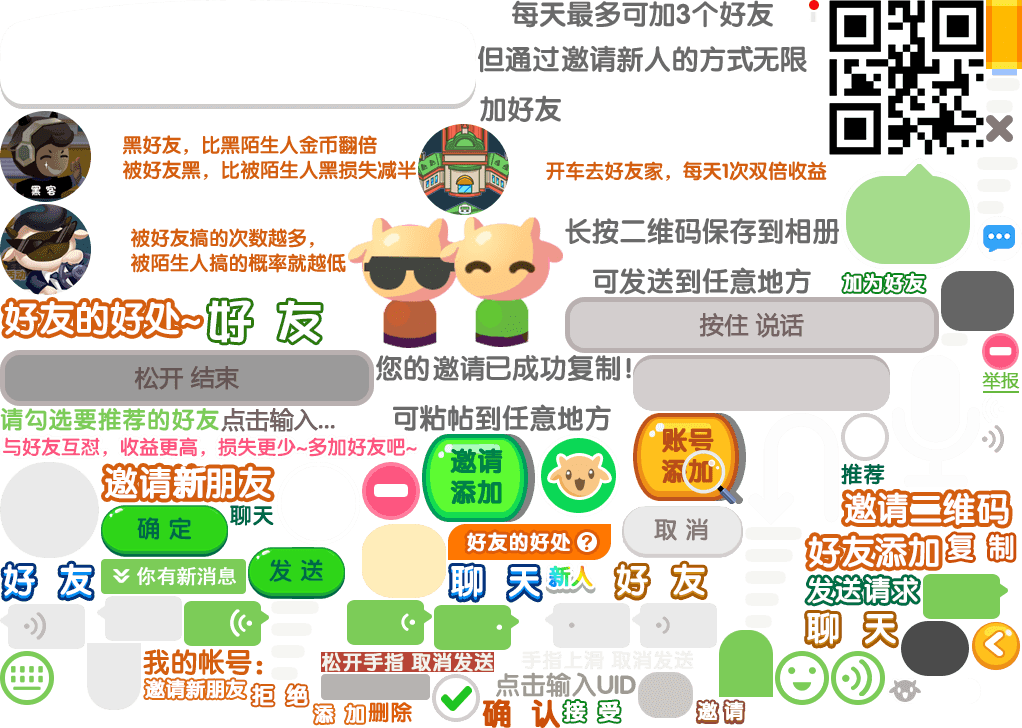 每天最多可加3个好友
但通过邀请新人的方式无限
加好友
黑好友，比黑陌生人金币翻倍
被好友黑，比被陌生人黑损失减半
开车去好友家，每天1次双倍收益
黑客
被好友搞的次数越多，
被陌生人搞的概率就越低
长按二维码保存到相册
可发送到任意地方
加为好友
好友的好处~
好 友
按住 说话
松开 结束
您的邀请已成功复制！
举报
请勾选要推荐的好友
点击输入...
可粘帖到任意地方
与好友互怼，收益更高，损失更少~多加好友吧~
邀请
添加
账号
添加
推荐
邀请新朋友
聊天
确 定
取 消
邀请二维码
好友的好处?
好友添加
复 制
好 友
你有新消息
发 送
聊 天
新人
好 友
发送请求
聊 天
我的帐号：
松开手指 取消发送
手指上滑 取消发送
邀请新朋友
拒 绝
点击输入UID
添 加
删除
确 认
接 受
邀 请